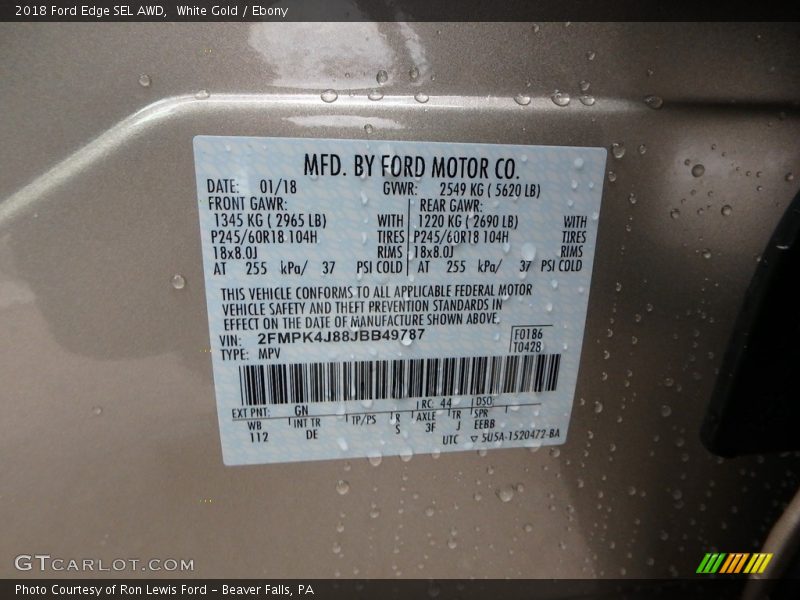 2018 Ford Edge SEL AWD,  White Gold / Ebony
MFD. BY FORD MOTOR CO.
DATE: 01/18 GVWR: 2549 KG ( 5620 LB)
FRONT GAWR: REAR GAWR:
1345 KG ( 2965 LB) WITH 1220 KG ( 2690 LB) WITH
P245/60R18 104H TIRES P245/60R18 104H TIRES
18x8.0J RIMS 18x8.0J RIMS
AT 255 kPa/ 37 PSI COLD AT 255 kPa/ 37 PSI COLD
THIS VEHICLE CONFORMS TO ALL APPLICABLE FEDERAL MOTOR
VEHICLE SAFETY AND THEFT PREVENTION STANDARDS IN
EFFECT ON THE DATE OF MANUFACTURE SHOWN ABOVE.
VIN: 2FMPK4J88JBB49787 F0186
TYPE: MPV T0428
EXT PNT: GN RC: 44 DSO:
WB INT TR TP/PS R AXLE TR SPR
112 DE S 3F J EEBB
UTC ▽ 5U5A-1520472-BA
GTCARLOT.COM
Photo Courtesy of Ron Lewis Ford - Beaver Falls, PA